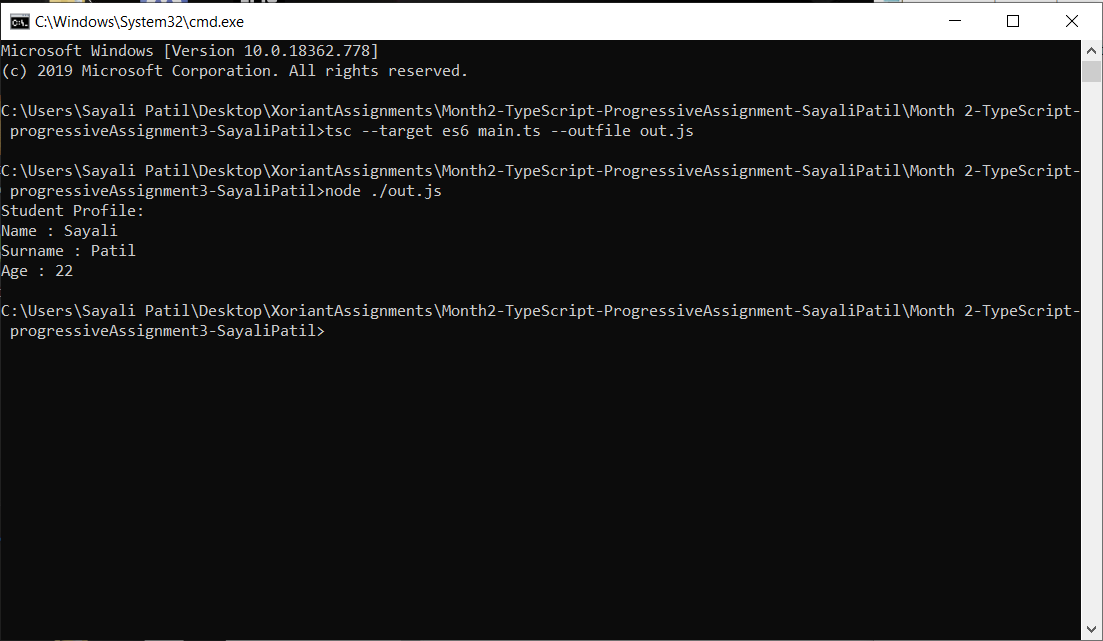 C:\Windows\System32\cmd.exe
Microsoft Windows [Version 10.0.18362.778]
(c) 2019 Microsoft Corporation. All rights reserved.
C:\Users\Sayali Patil\Desktop\XoriantAssignments\Month2-TypeScript-ProgressiveAssignment-SayaliPatil\Month 2-TypeScript-
progressiveAssignment3-SayaliPatil>tsc --target es6 main.ts --outfile out.js
C:\Users\Sayali Patil\Desktop\XoriantAssignments\Month2-TypeScript-ProgressiveAssignment-SayaliPatil\Month 2-TypeScript-
progressiveAssignment3-SayaliPatil>node ./out.js
Student Profile:
Name : Sayali
Surname : Patil
Age : 22
C:\Users\Sayali Patil\Desktop\XoriantAssignments\Month2-TypeScript-ProgressiveAssignment-SayaliPatil\Month 2-TypeScript-
progressiveAssignment3-SayaliPatil>